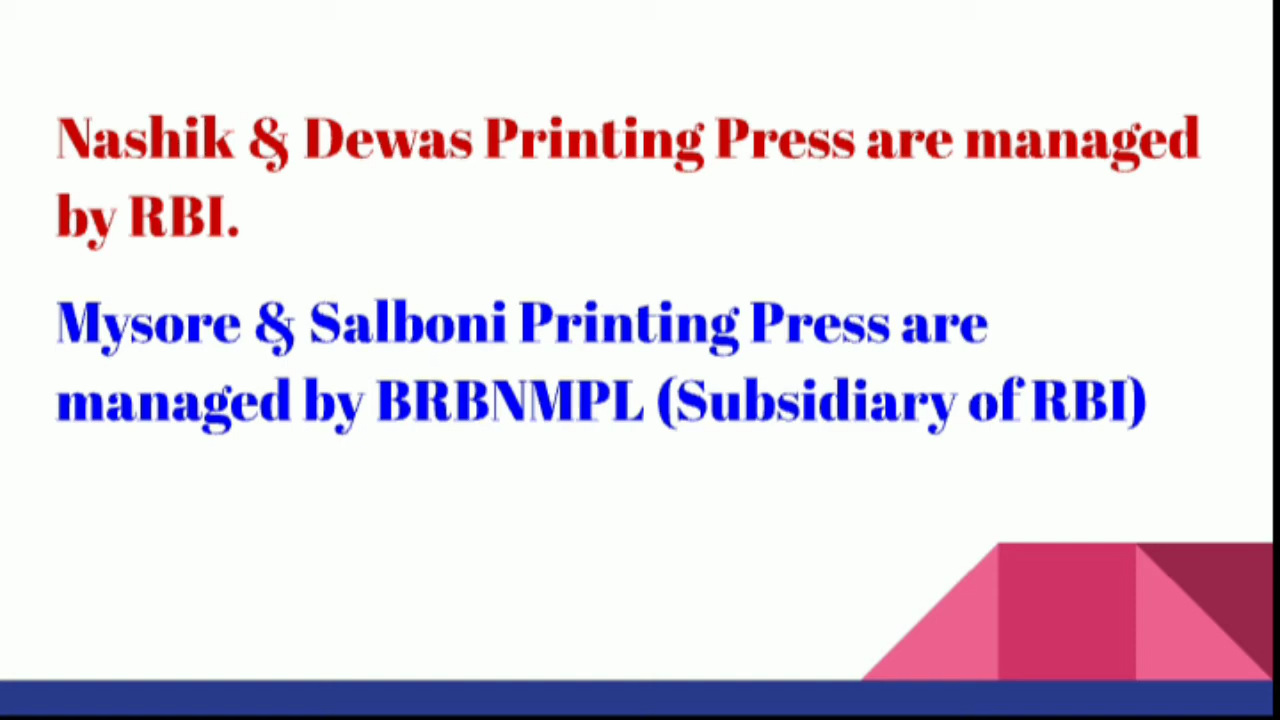 Nashik & Dewas Printing Press are managed
by RBI.
Mysore & Salboni Printing Press are
managed by BRBNMPL (Subsidiary of RBI)